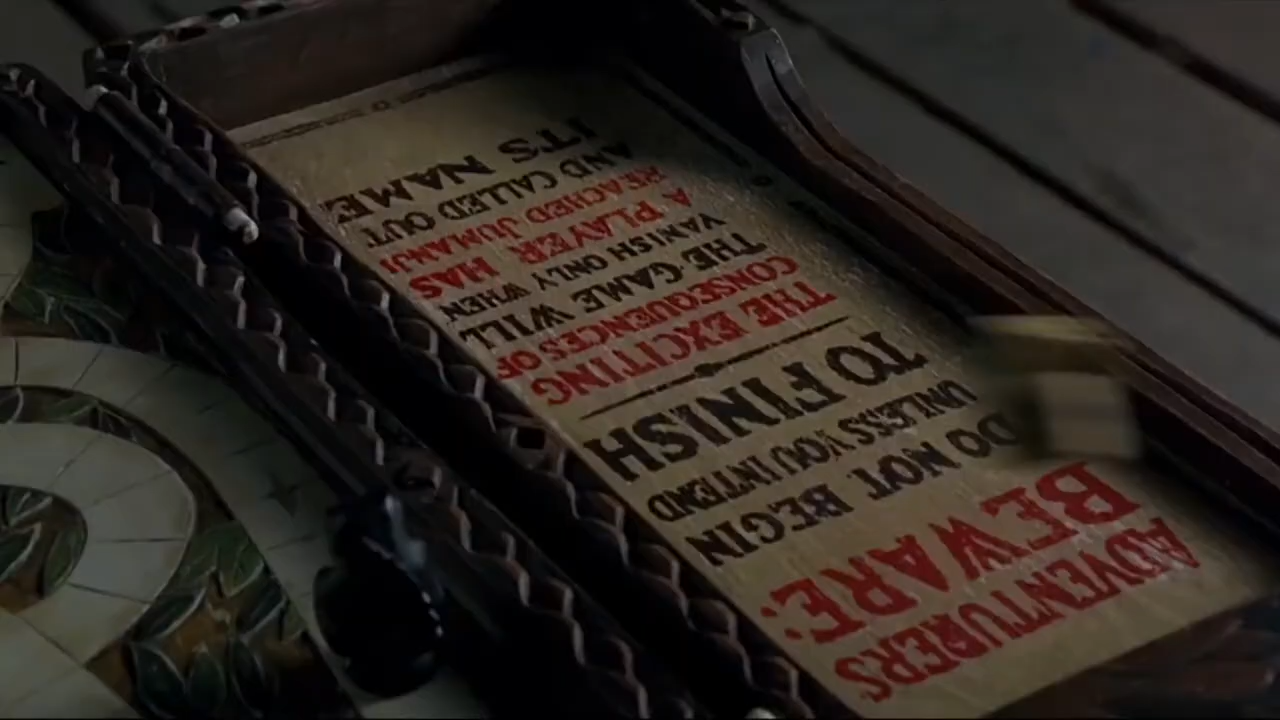 ADVENTURERS
BEWARE:
DO NOT BEGIN
UNLESS YOU INTEND
TO FINISH
THE EXCITING
CONSEQUENCES OF
THE GAME WILL
VANISH ONLY WHEN
A PLAYER HAS
REACHED JUMANJI
AND CALLED OUT
IT'S NAME.